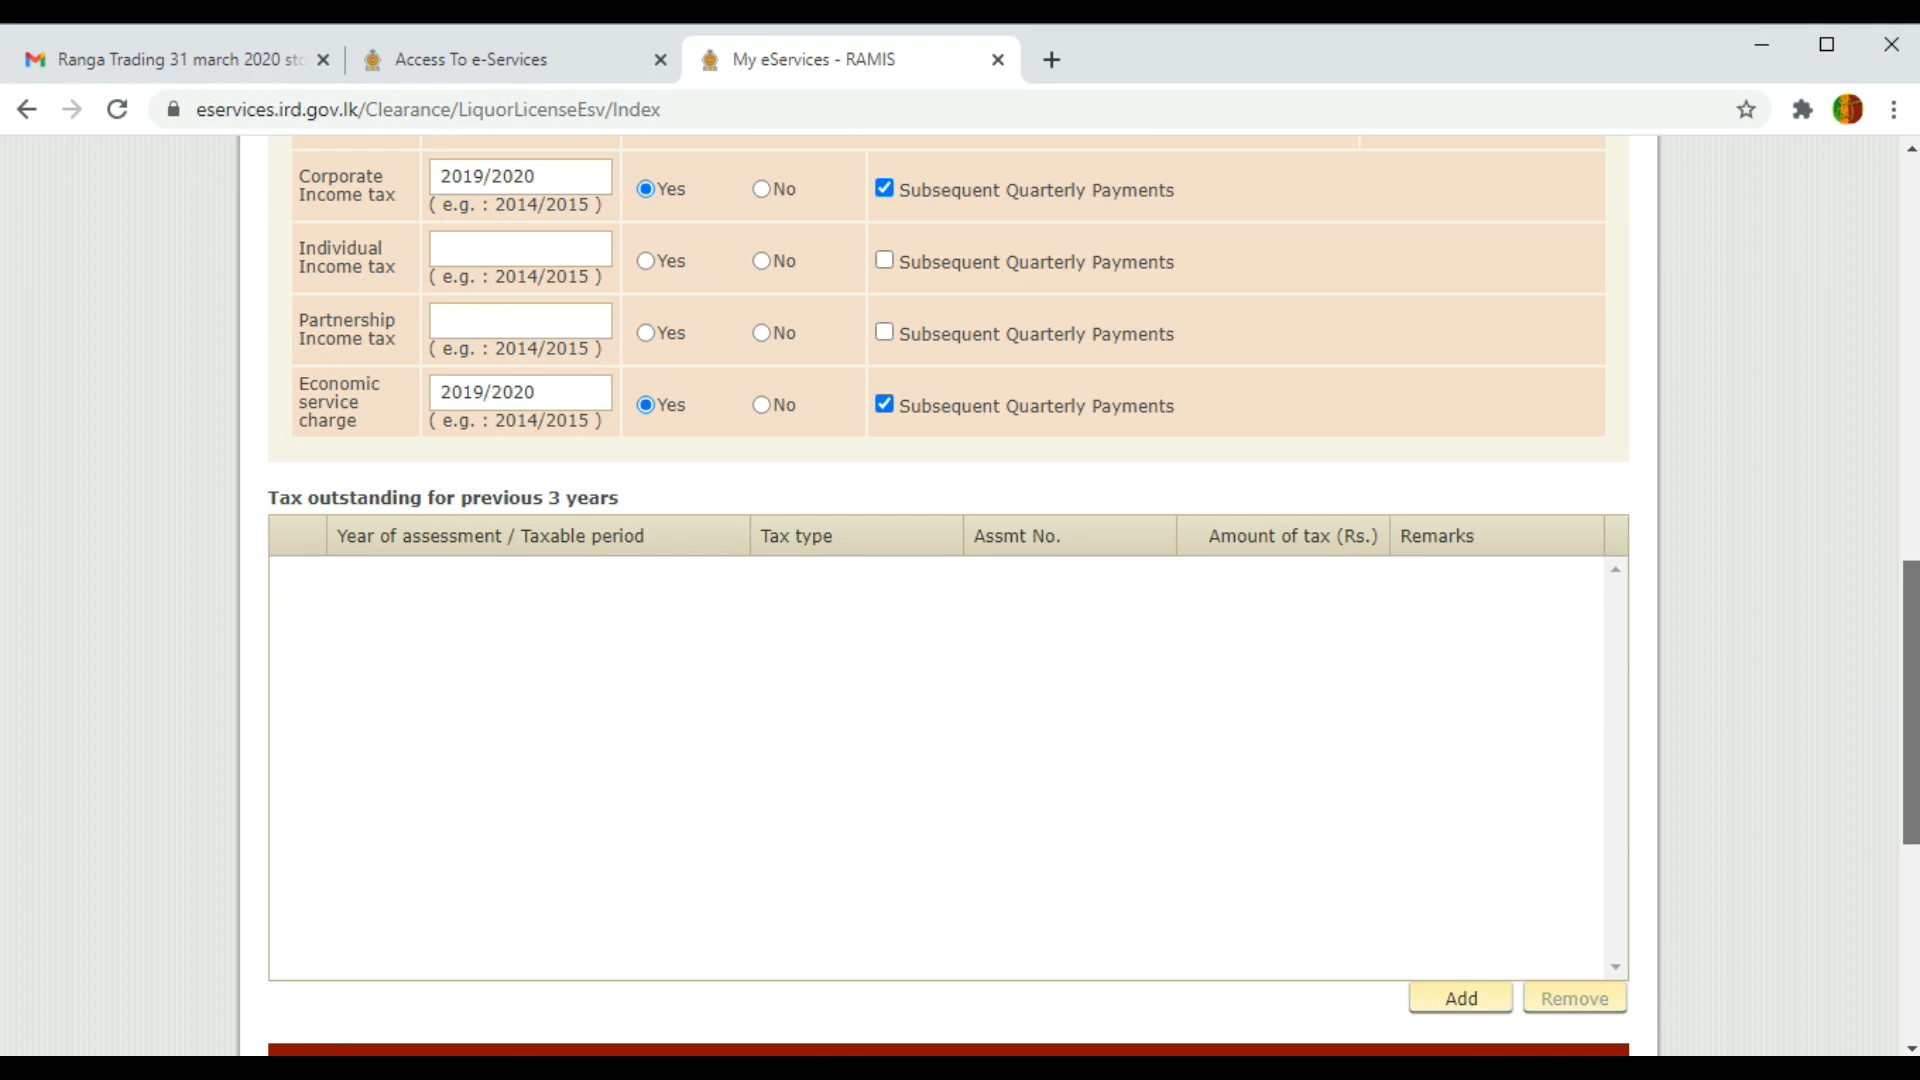 Ranga Trading 31 march 2020 sto
Access To e-Services
My eServices - RAMIS
eservices.ird.gov.lk/Clearance/LiquorLicenseEsv/Index
Corporate
Income tax
2019/2020
( e.g. : 2014/2015 )
Yes
No
Subsequent Quarterly Payments
Individual
Income tax
( e.g. : 2014/2015 )
Yes
No
Subsequent Quarterly Payments
Partnership
Income tax
( e.g. : 2014/2015 )
Yes
No
Subsequent Quarterly Payments
Economic
service
charge
2019/2020
( e.g. : 2014/2015 )
Yes
No
Subsequent Quarterly Payments
Tax outstanding for previous 3 years
Year of assessment / Taxable period
Tax type
Assmt No.
Amount of tax (Rs.)
Remarks
Add
Remove